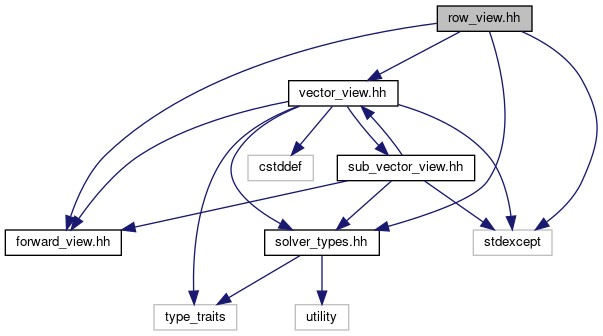 row_view.hh
vector_view.hh
cstddef
sub_vector_view.hh
forward_view.hh
solver_types.hh
stdexcept
type_traits
utility